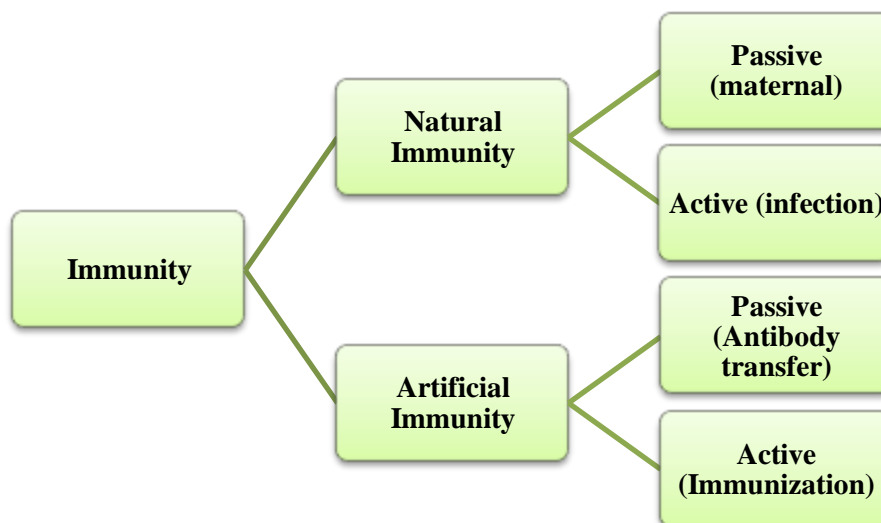 Immunity
Natural
Immunity
Passive
(maternal)
Active (infection)
Artificial
Immunity
Passive
(Antibody
transfer)
Active
(Immunization)